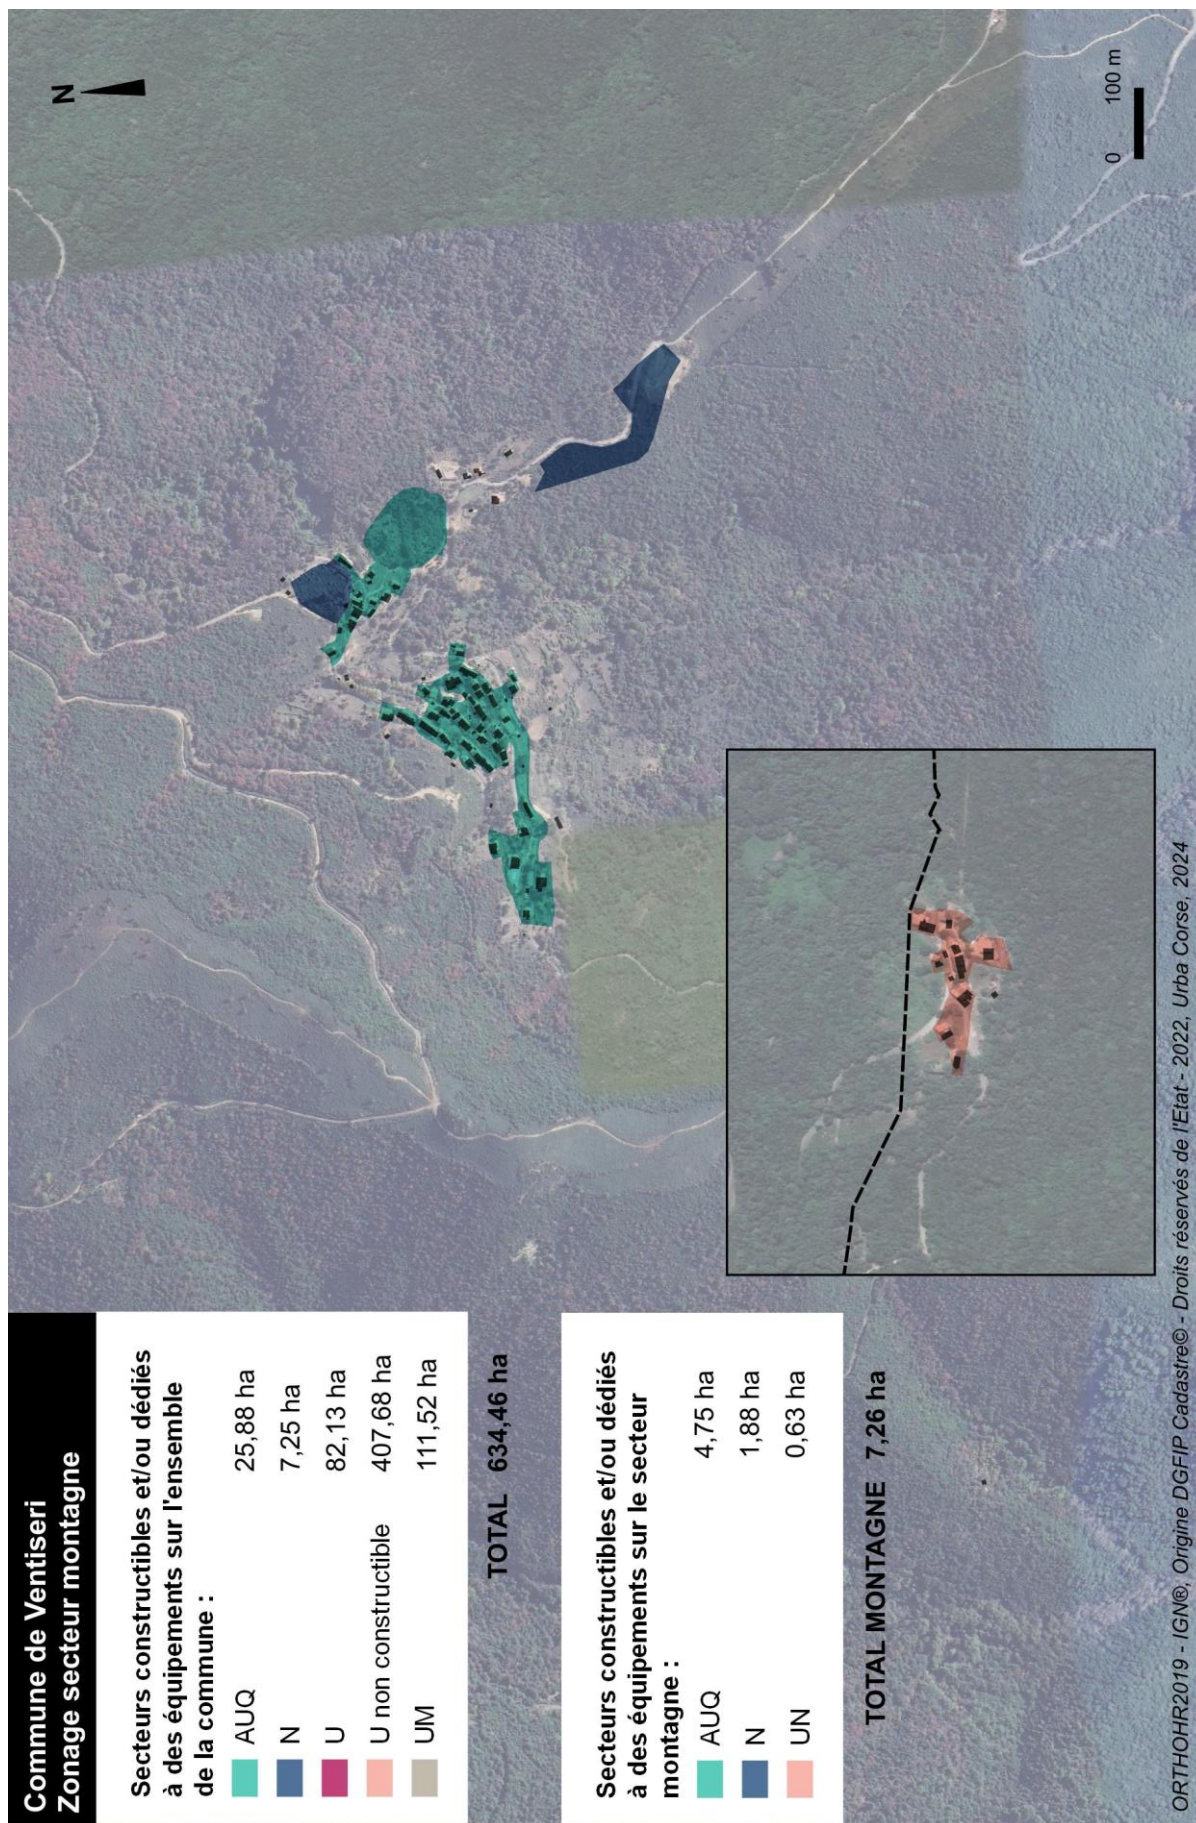 Commune de Ventiseri
Zonage secteur montagne
Secteurs constructibles et/ou dédiés
à des équipements sur l'ensemble
de la commune :
AUQ 25,88 ha
N 7,25 ha
U 82,13 ha
U non constructible 407,68 ha
UM 111,52 ha
TOTAL 634,46 ha
Secteurs constructibles et/ou dédiés
à des équipements sur le secteur
montagne :
AUQ 4,75 ha
N 1,88 ha
UN 0,63 ha
TOTAL MONTAGNE 7,26 ha
N
0 100 m
ORTHOHR2019 - IGN®, Origine DGFIP Cadastre© - Droits réservés de l'Etat - 2022, Urba Corse, 2024